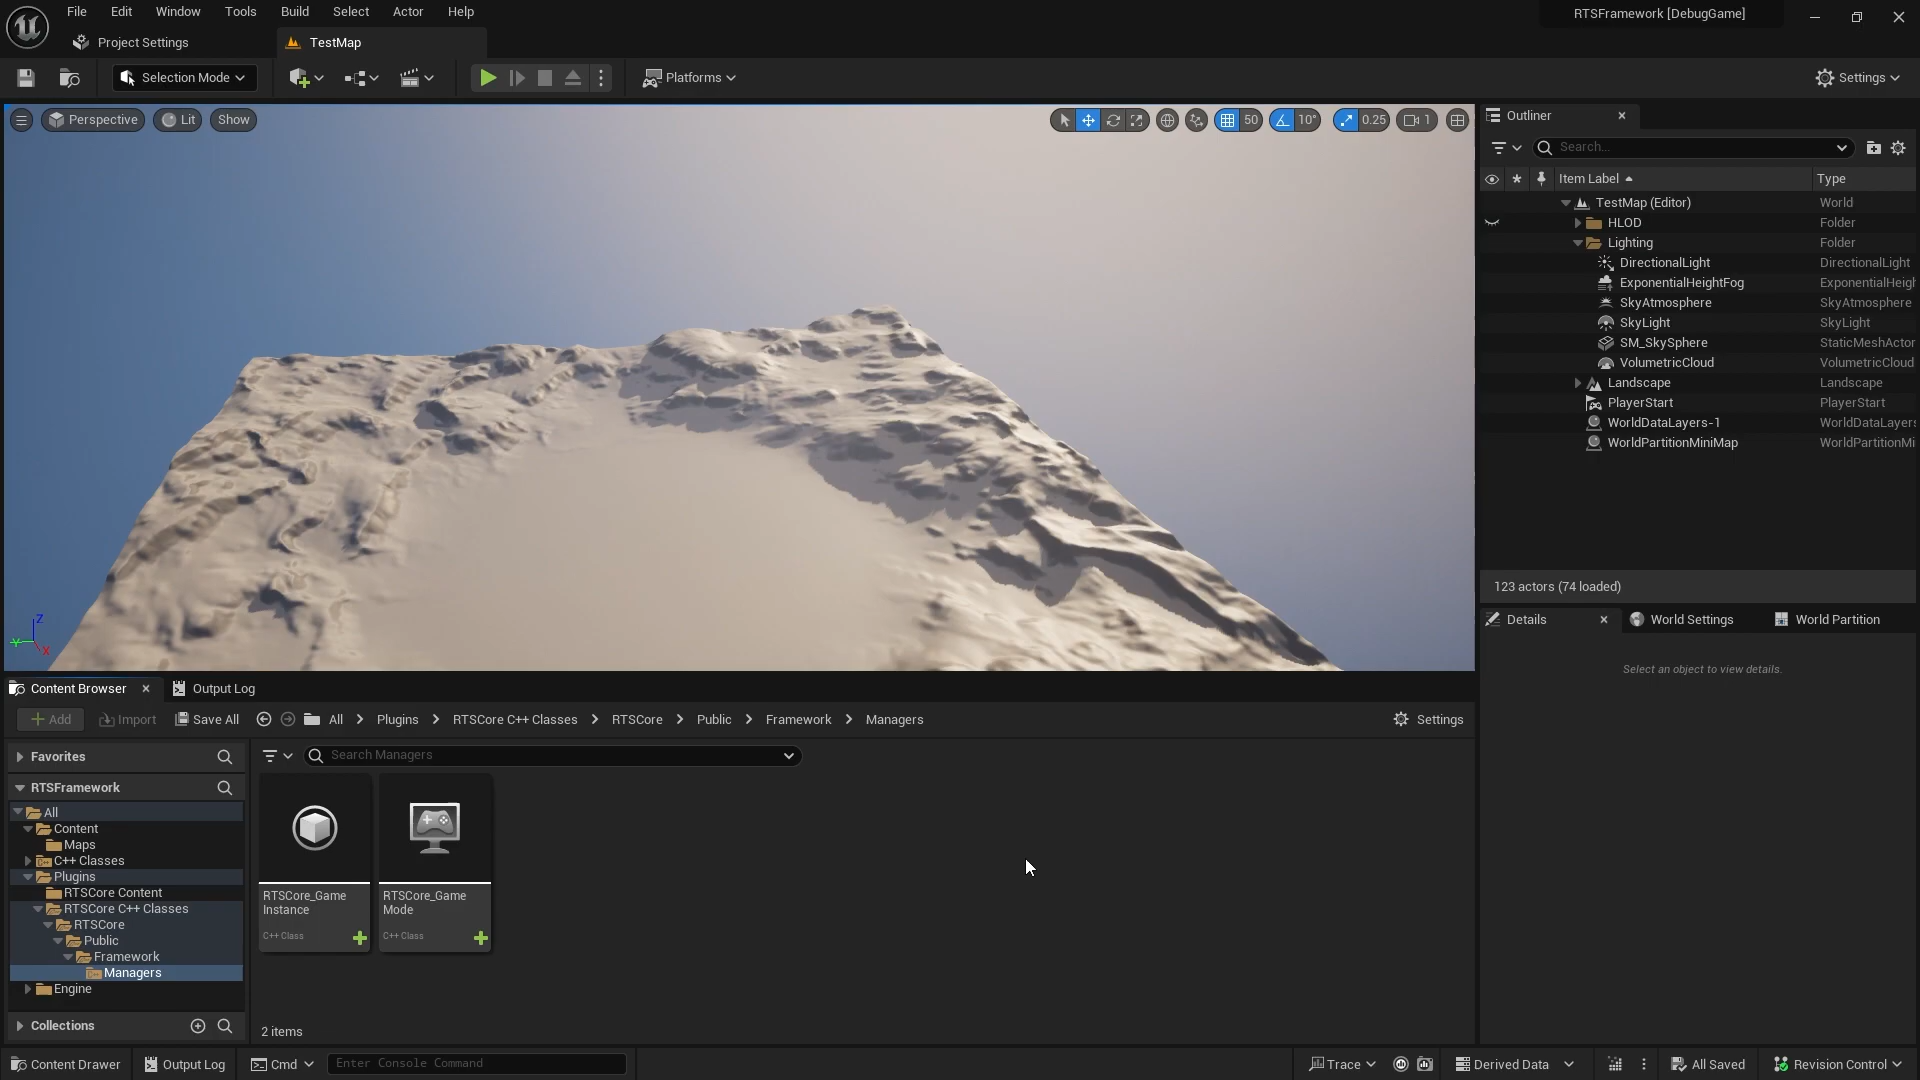 File Edit Window Tools Build Select Actor Help
RTSFramework [DebugGame]
Project Settings
TestMap
Selection Mode
Platforms
Settings
Perspective
Lit
Show
50
10°
0.25
1
Outliner
Search...
Item Label
Type
TestMap (Editor) World
HLOD Folder
Lighting Folder
DirectionalLight DirectionalLight
ExponentialHeightFog ExponentialHeigh
SkyAtmosphere SkyAtmosphere
SkyLight SkyLight
SM_SkySphere StaticMeshActor
VolumetricCloud VolumetricCloud
Landscape Landscape
PlayerStart PlayerStart
WorldDataLayers-1 WorldDataLayers
WorldPartitionMiniMap WorldPartitionMi
123 actors (74 loaded)
Details
World Settings
World Partition
Select an object to view details.
Z
Y
X
Content Browser
Output Log
Add
Import
Save All
All
Plugins
RTSCore C++ Classes
RTSCore
Public
Framework
Managers
Settings
Favorites
Search Managers
RTSFramework
All
Content
Maps
C++ Classes
Plugins
RTSCore Content
RTSCore C++ Classes
RTSCore
Public
Framework
Managers
Engine
Collections
RTSCore_Game
Instance
C++ Class
RTSCore_Game
Mode
C++ Class
2 items
Content Drawer
Output Log
Cmd
Enter Console Command
Trace
Derived Data
All Saved
Revision Control